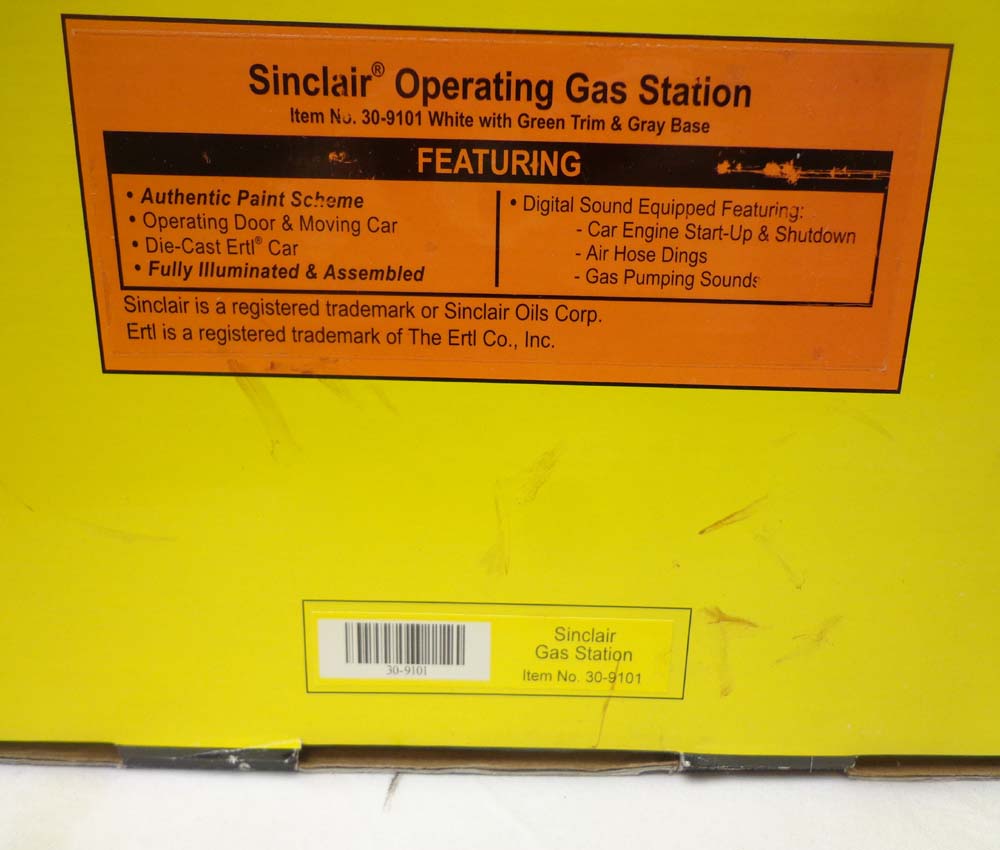 Sinclair® Operating Gas Station
Item No. 30-9101 White with Green Trim & Gray Base
FEATURING
• Authentic Paint Scheme
• Operating Door & Moving Car
• Die-Cast Ertl® Car
• Fully Illuminated & Assembled
• Digital Sound Equipped Featuring:
- Car Engine Start-Up & Shutdown
- Air Hose Dings
- Gas Pumping Sounds
Sinclair is a registered trademark or Sinclair Oils Corp.
Ertl is a registered trademark of The Ertl Co., Inc.
30-9101
Sinclair
Gas Station
Item No. 30-9101